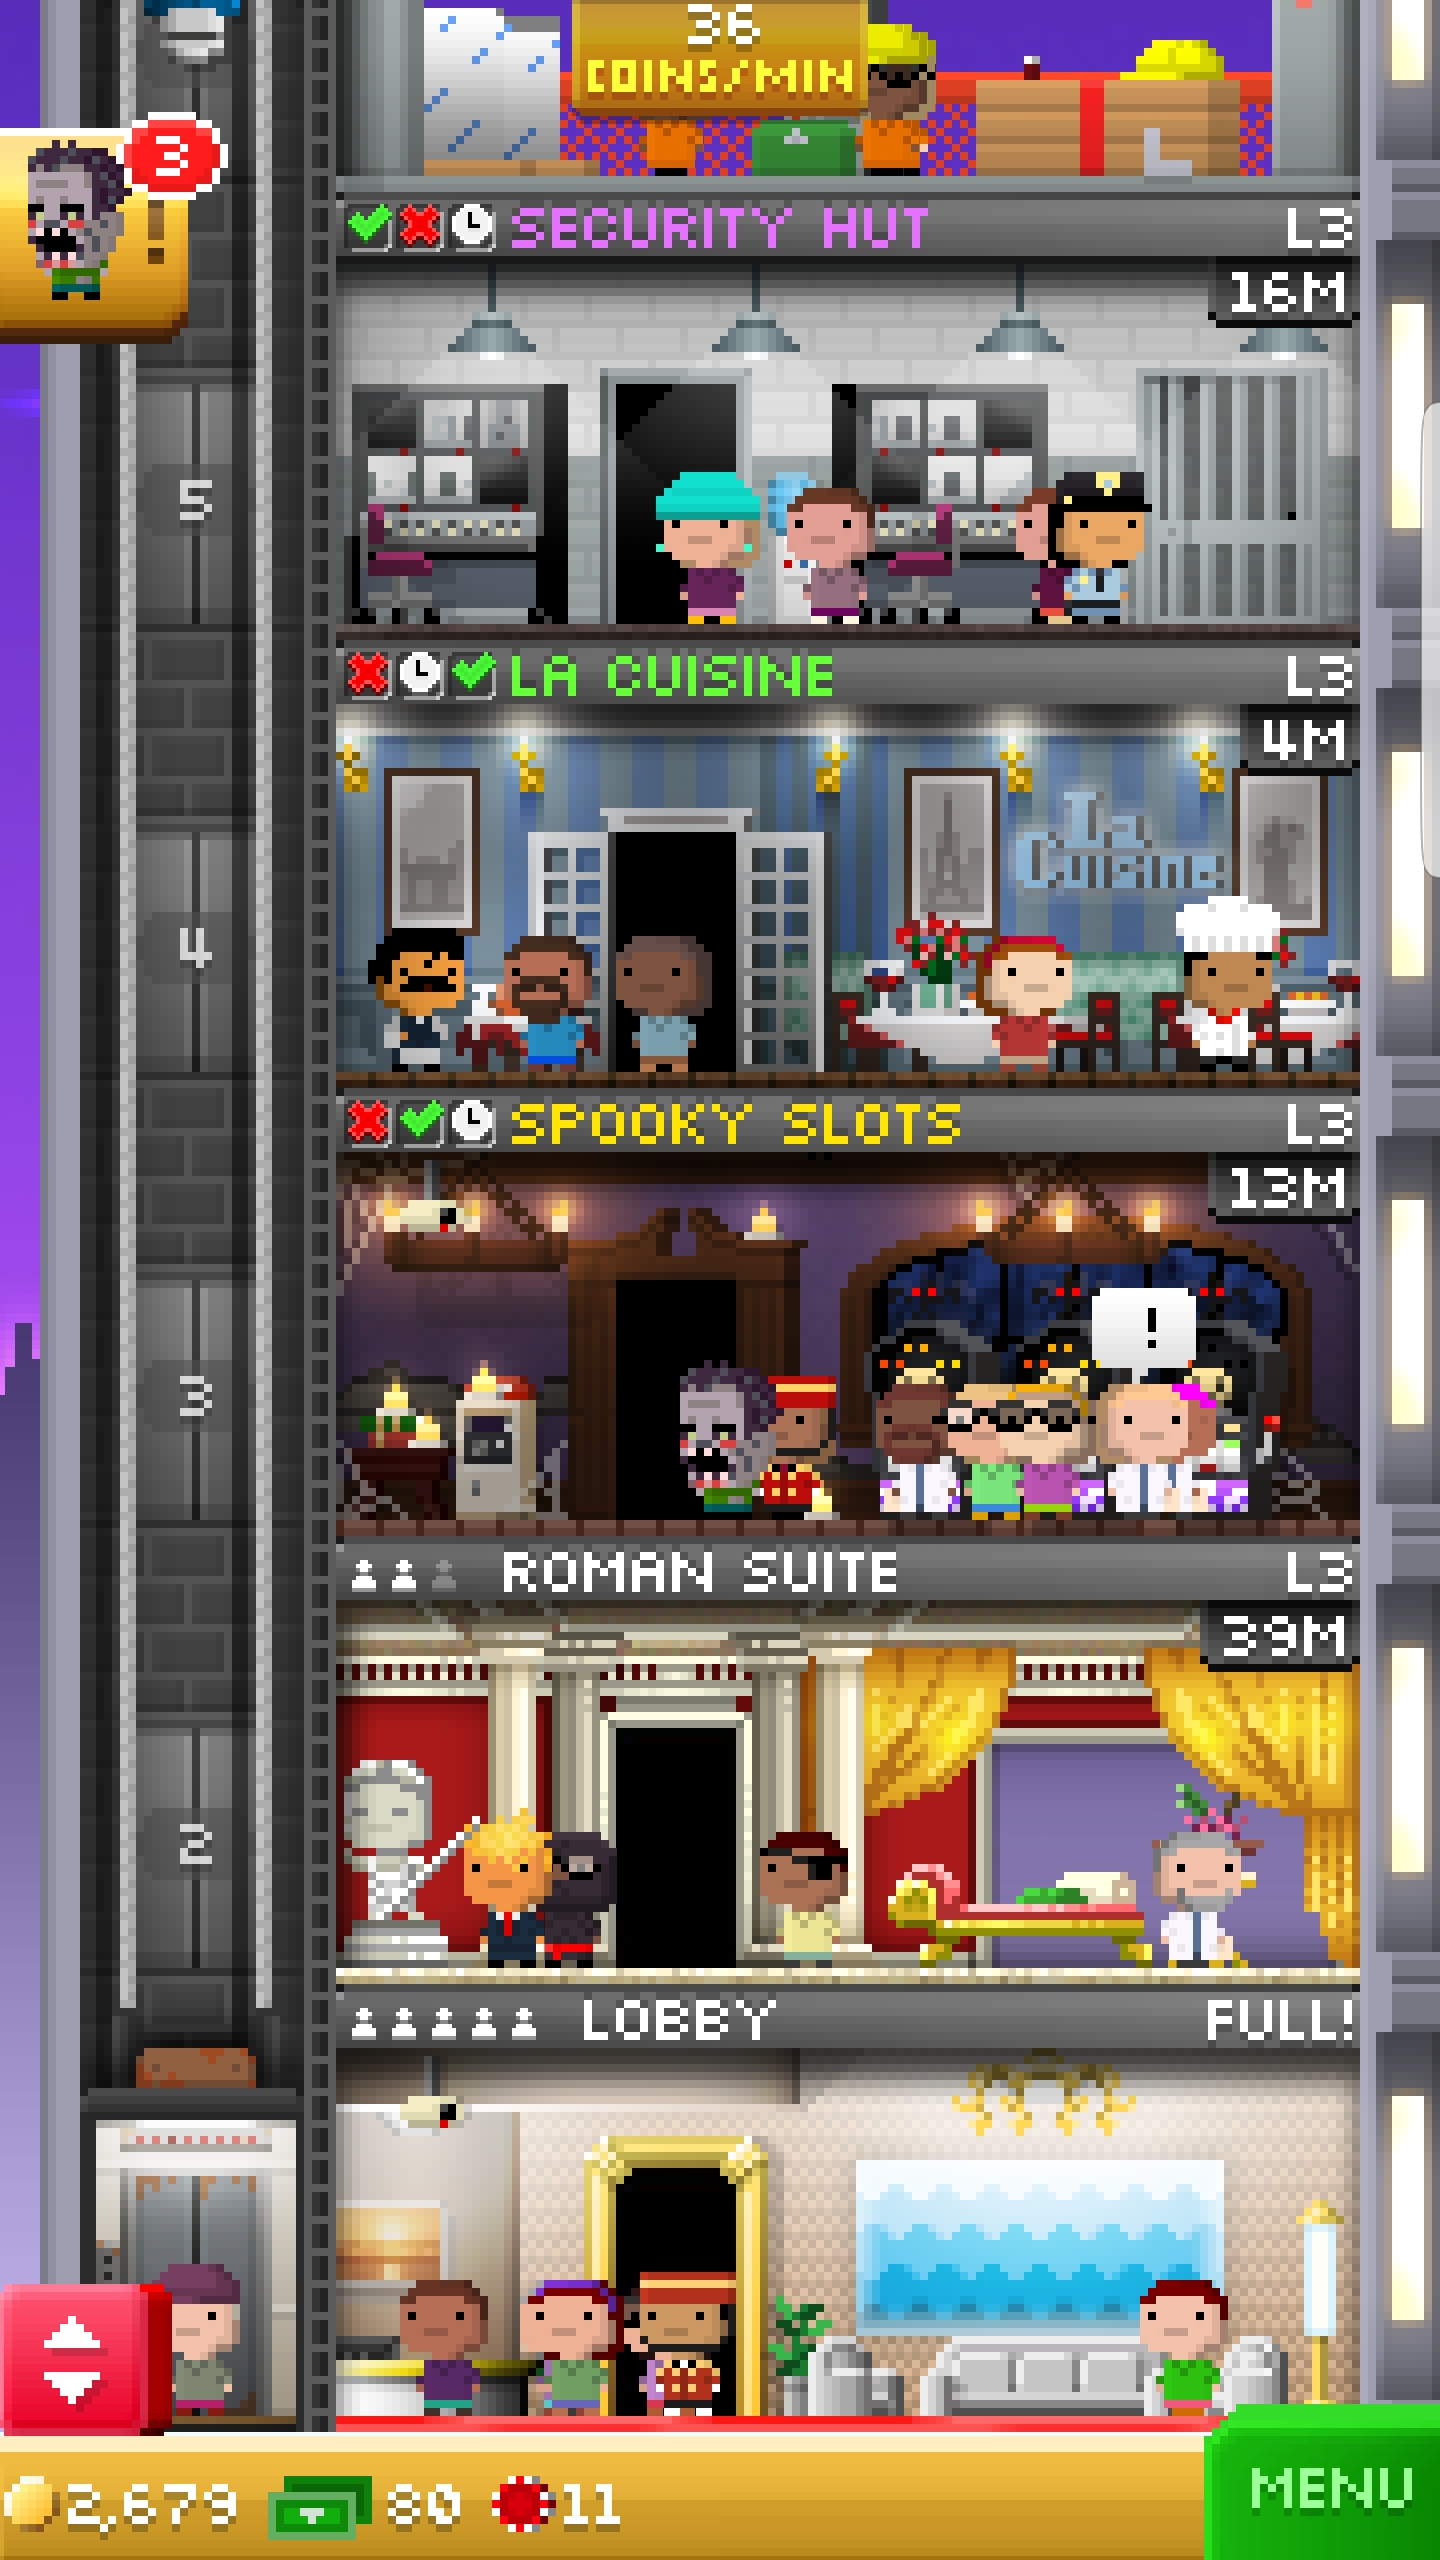 36
COINS/MIN
3
!
SECURITY HUT
L3
16M
5
LA CUISINE
L3
4M
La
Cuisine
4
SPOOKY SLOTS
L3
13M
!
3
ROMAN SUITE
L3
39M
2
LOBBY
FULL!
2,679
80
11
MENU